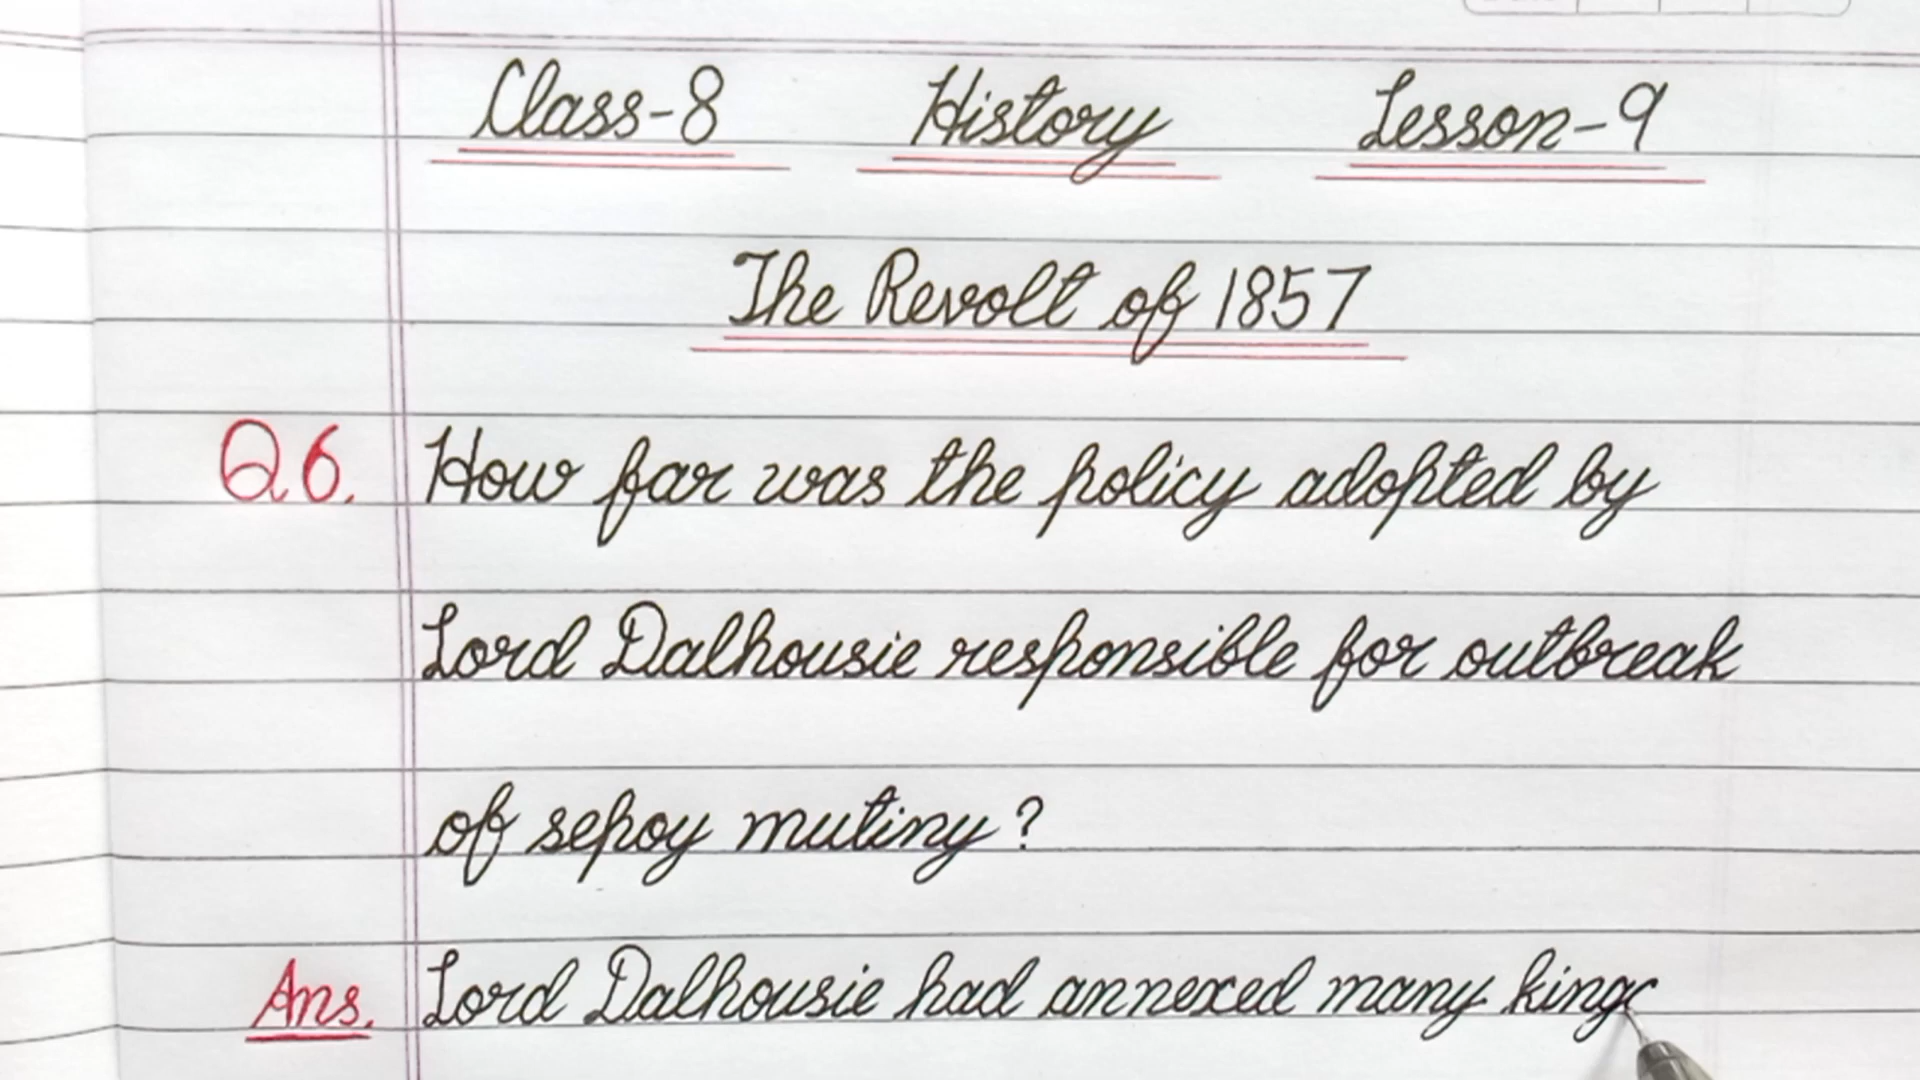 Class-8 History Lesson-9
The Revolt of 1857
Q.6. How far was the policy adopted by
Lord Dalhousie responsible for outbreak
of sepoy mutiny?
Ans. Lord Dalhousie had annexed many